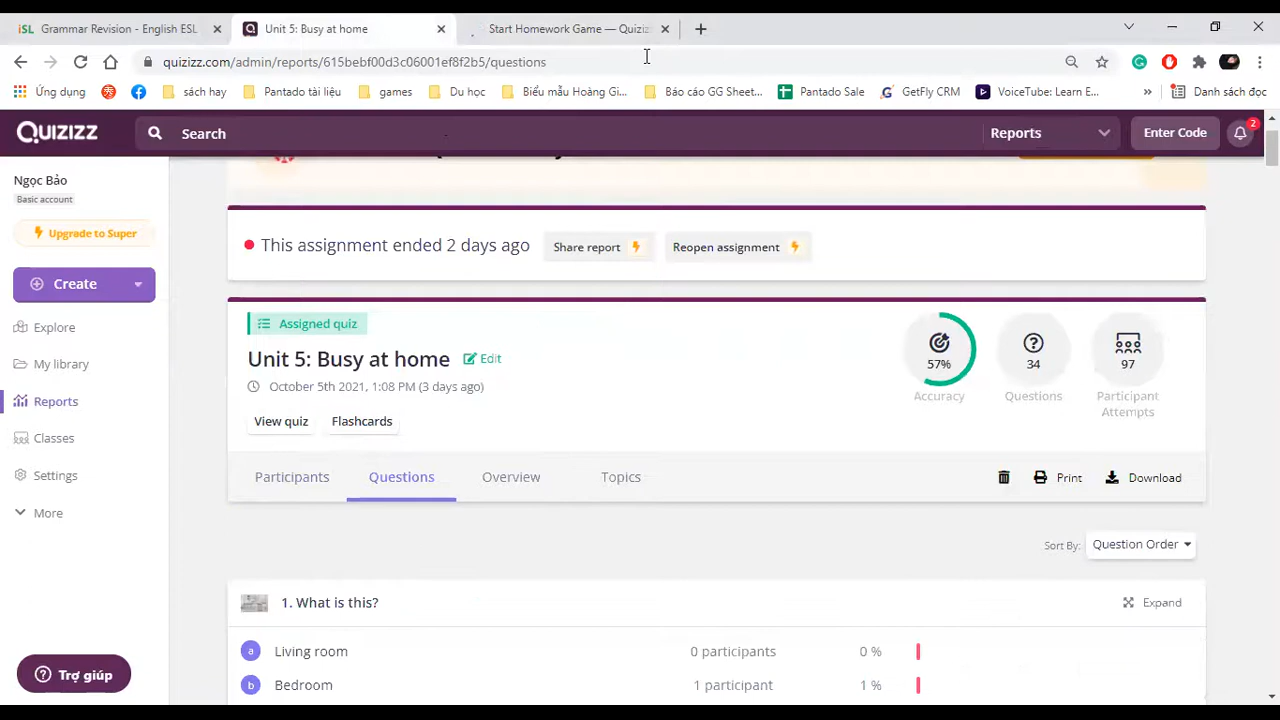 Grammar Revision - English ESL
Unit 5: Busy at home
Start Homework Game — Quiziz
quizizz.com/admin/reports/615bebf00d3c06001ef8fdb5/questions
Ứng dụng
sách hay
Pantado tài liệu
games
Du học
Biểu mẫu Hoàng Gi...
Báo cáo GG Sheet...
Pantado Sale
GetFly CRM
VoiceTube: Learn E...
»
Danh sách đọc
QUIZIZZ
Search
Reports
Enter Code
2
Ngọc Bảo
Basic account
Upgrade to Super
Create
Explore
My library
Reports
Classes
Settings
More
Trợ giúp
This assignment ended 2 days ago
Share report
Reopen assignment
Assigned quiz
Unit 5: Busy at home
Edit
October 5th 2021, 1:08 PM (3 days ago)
View quiz
Flashcards
57%
Accuracy
34
Questions
97
Participant
Attempts
Participants
Questions
Overview
Topics
Print
Download
Sort By:
Question Order
1. What is this?
Expand
a Living room 0 participants 0 %
b Bedroom 1 participant 1 %